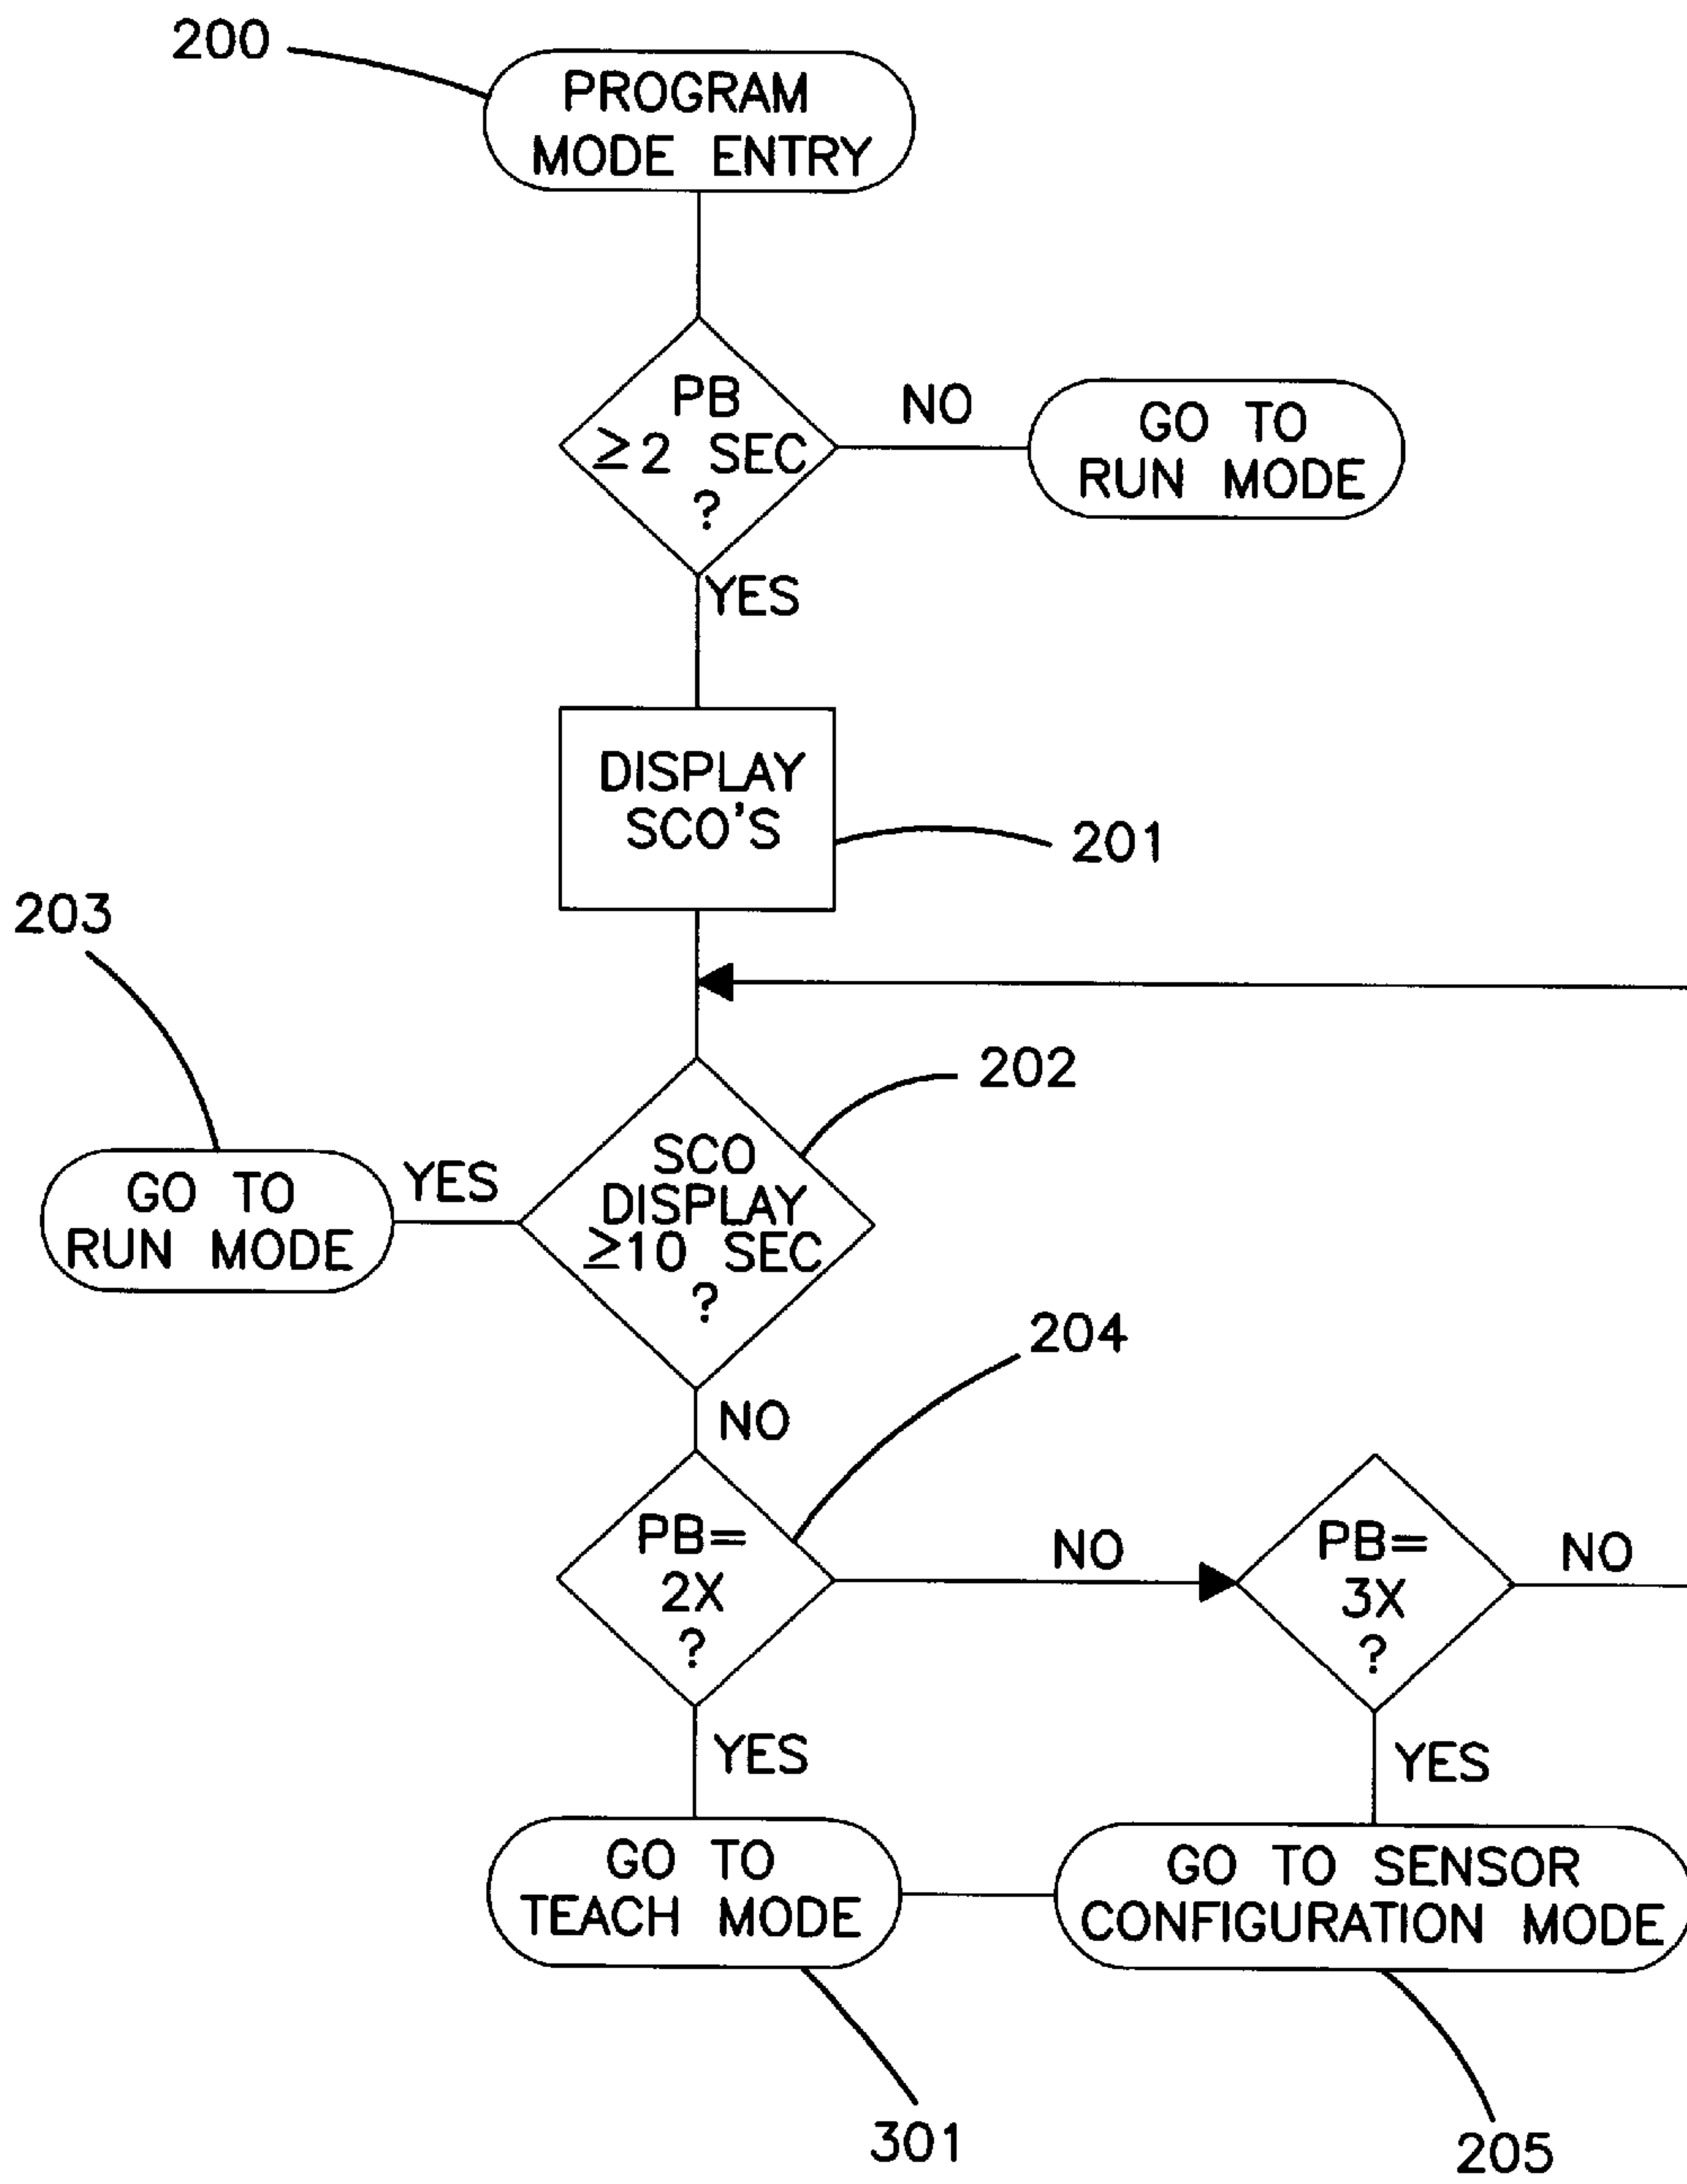 200
PROGRAM
MODE ENTRY
PB
≥2 SEC
?
NO
GO TO
RUN MODE
YES
DISPLAY
SCO'S
201
203
202
SCO
DISPLAY
≥10 SEC
?
YES
GO TO
RUN MODE
204
NO
PB=
2X
?
NO
PB=
3X
?
NO
YES
YES
GO TO
TEACH MODE
GO TO SENSOR
CONFIGURATION MODE
301
205